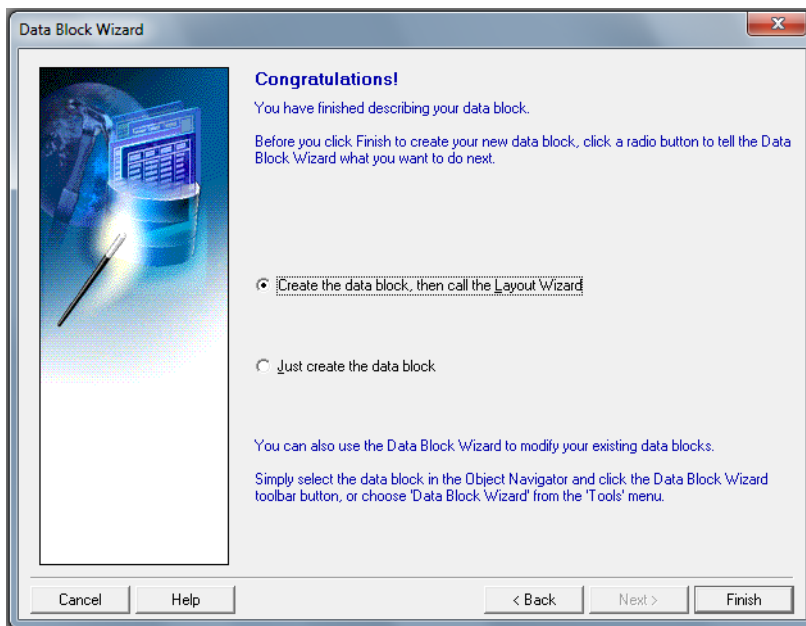 Data Block Wizard
Congratulations!
You have finished describing your data block.
Before you click Finish to create your new data block, click a radio button to tell the Data
Block Wizard what you want to do next.
Create the data block, then call the Layout Wizard
Just create the data block
You can also use the Data Block Wizard to modify your existing data blocks.
Simply select the data block in the Object Navigator and click the Data Block Wizard
toolbar button, or choose 'Data Block Wizard' from the 'Tools' menu.
Cancel Help < Back Next > Finish